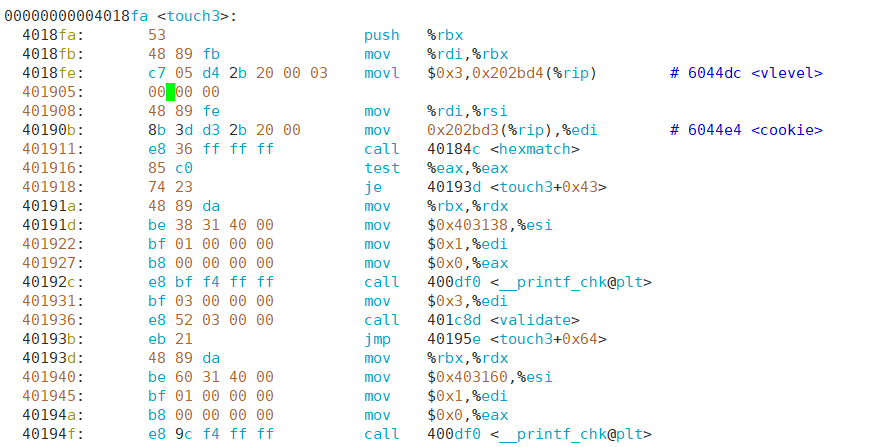 00000000004018fa <touch3>:
4018fa: 53 push %rbx
4018fb: 48 89 fb mov %rdi,%rbx
4018fe: c7 05 d4 2b 20 00 03 movl $0x3,0x202bd4(%rip) # 6044dc <vlevel>
401905: 00 00 00
401908: 48 89 fe mov %rdi,%rsi
40190b: 8b 3d d3 2b 20 00 mov 0x202bd3(%rip),%edi # 6044e4 <cookie>
401911: e8 36 ff ff ff call 40184c <hexmatch>
401916: 85 c0 test %eax,%eax
401918: 74 23 je 40193d <touch3+0x43>
40191a: 48 89 da mov %rbx,%rdx
40191d: be 38 31 40 00 mov $0x403138,%esi
401922: bf 01 00 00 00 mov $0x1,%edi
401927: b8 00 00 00 00 mov $0x0,%eax
40192c: e8 bf f4 ff ff call 400df0 <__printf_chk@plt>
401931: bf 03 00 00 00 mov $0x3,%edi
401936: e8 52 03 00 00 call 401c8d <validate>
40193b: eb 21 jmp 40195e <touch3+0x64>
40193d: 48 89 da mov %rbx,%rdx
401940: be 60 31 40 00 mov $0x403160,%esi
401945: bf 01 00 00 00 mov $0x1,%edi
40194a: b8 00 00 00 00 mov $0x0,%eax
40194f: e8 9c f4 ff ff call 400df0 <__printf_chk@plt>